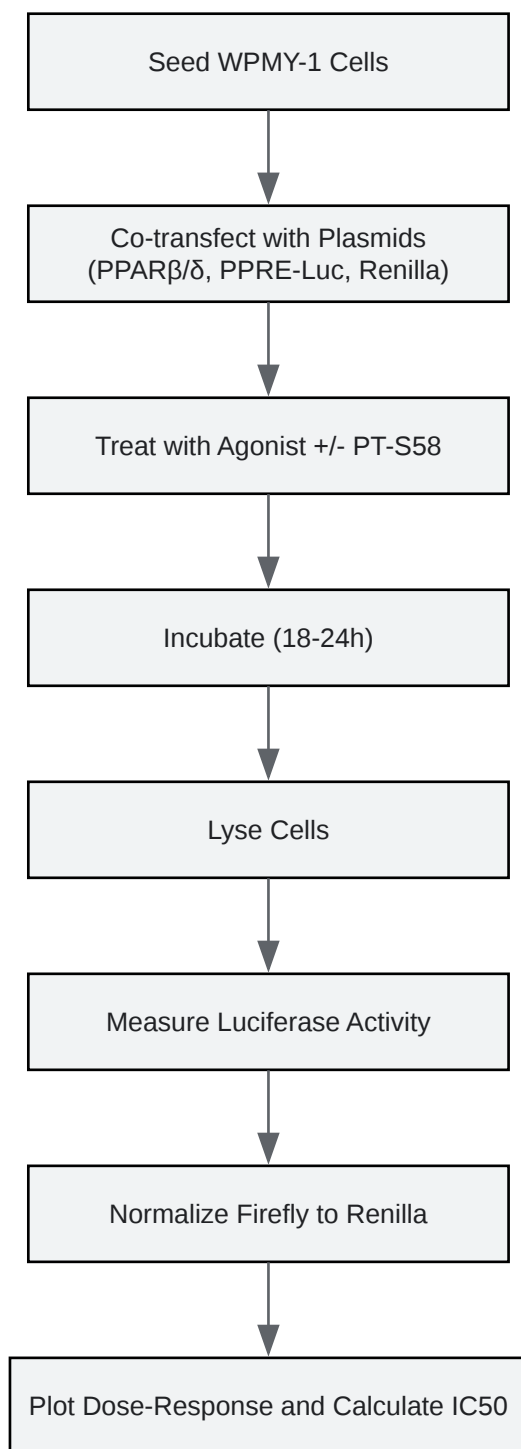 Seed WPMY-1 Cells
Co-transfect with Plasmids
(PPARβ/δ, PPRE-Luc, Renilla)
Treat with Agonist +/- PT-S58
Incubate (18-24h)
Lyse Cells
Measure Luciferase Activity
Normalize Firefly to Renilla
Plot Dose-Response and Calculate IC50